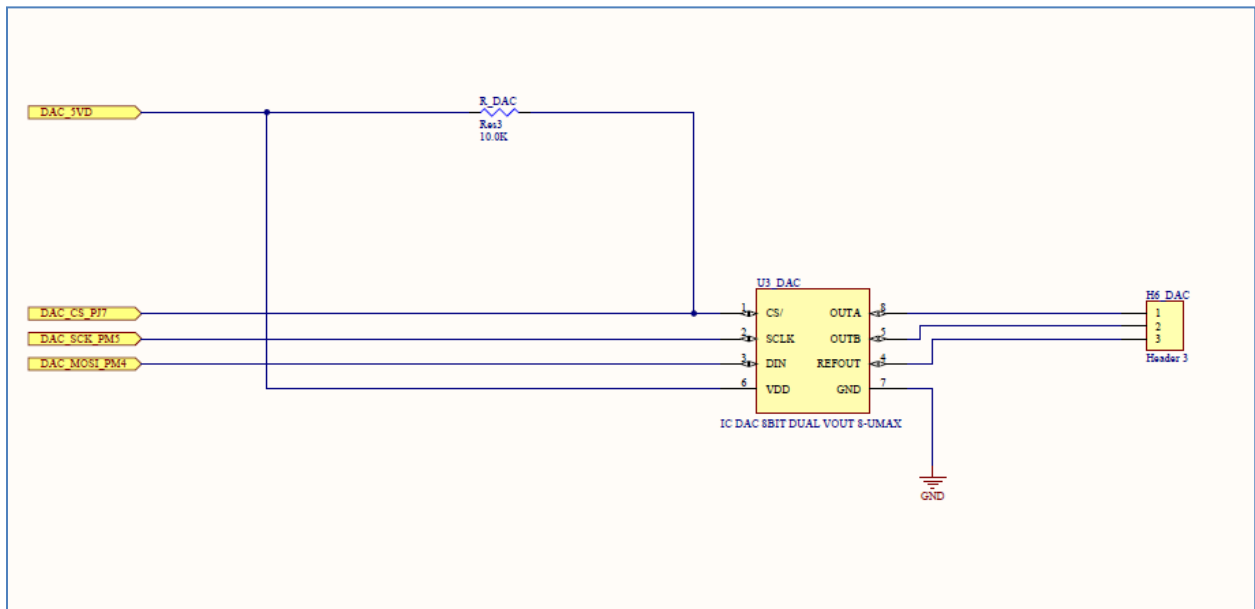 R_DAC
DAC_5VD
Res3
10.0K
U3_DAC
H6_DAC
DAC_CS_PJ7
1
CS/
OUTA
8
1
DAC_SCK_PM5
2
SCLK
OUTB
5
2
DAC_MOSI_PM4
3
DIN
REFOUT
4
3
Header 3
6
VDD
GND
7
IC DAC 8BIT DUAL VOUT 8-UMAX
GND